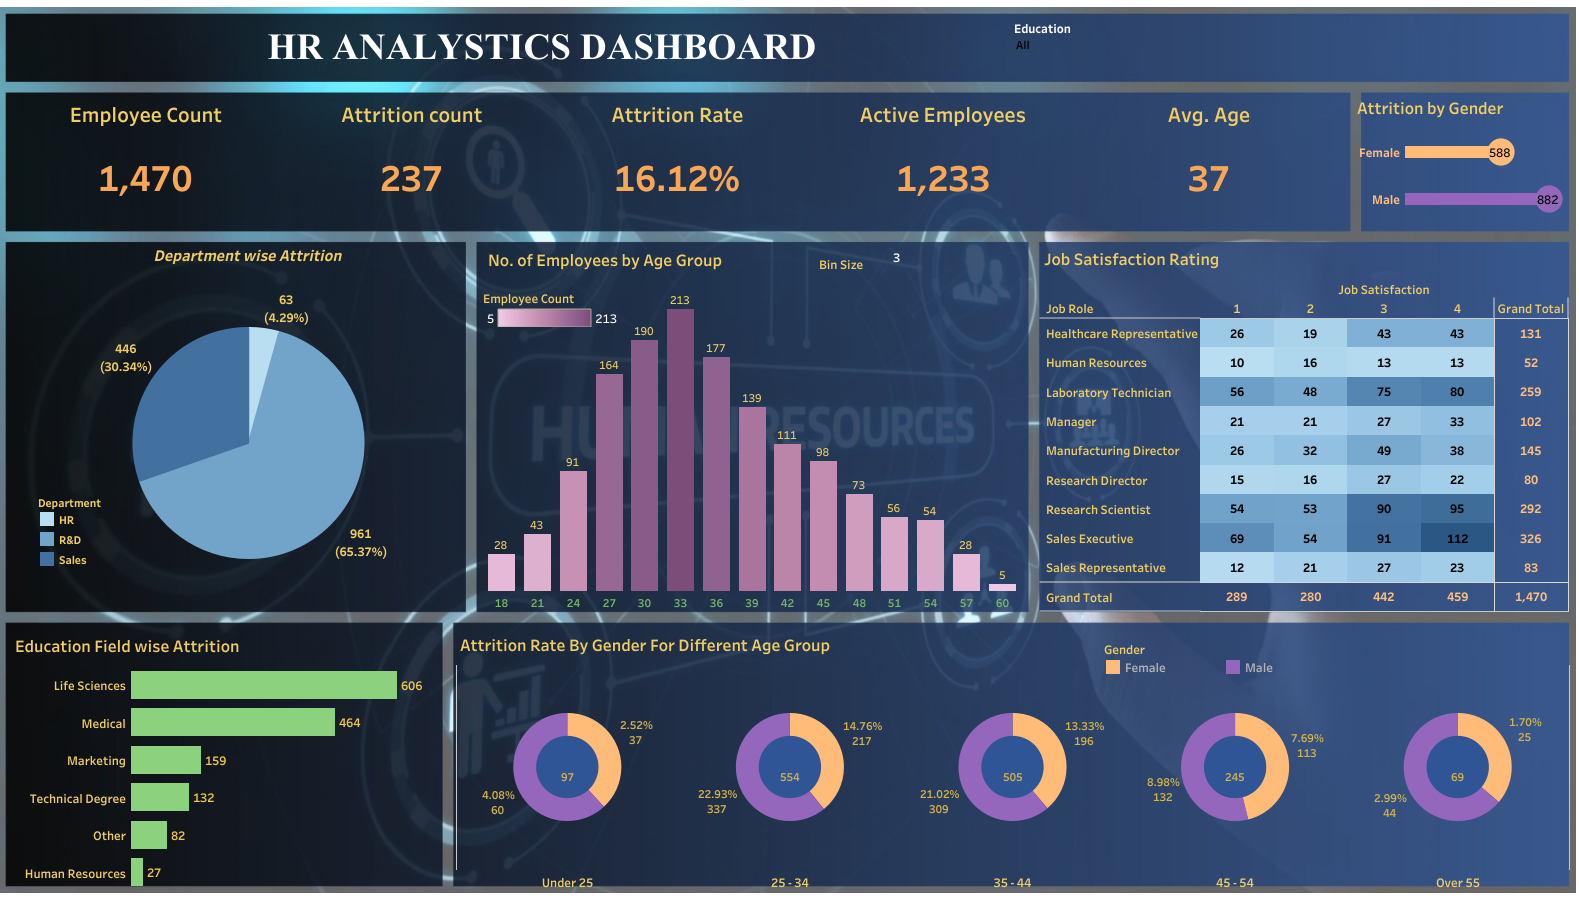 HR ANALYSTICS DASHBOARD
Education
All
Employee Count
Attrition count
Attrition Rate
Active Employees
Avg. Age
1,470
237
16.12%
1,233
37
Attrition by Gender
Female 588
Male 882
Department wise Attrition
63
(4.29%)
446
(30.34%)
961
(65.37%)
Department
HR
R&D
Sales
No. of Employees by Age Group
Bin Size 3
Employee Count
5 213
28 43 91 164 190 213 177 139 111 98 73 56 54 28 5
18 21 24 27 30 33 36 39 42 45 48 51 54 57 60
HUMAN RESOURCES
Job Satisfaction Rating
Job Satisfaction
Job Role 1 2 3 4 Grand Total
Healthcare Representative 26 19 43 43 131
Human Resources 10 16 13 13 52
Laboratory Technician 56 48 75 80 259
Manager 21 21 27 33 102
Manufacturing Director 26 32 49 38 145
Research Director 15 16 27 22 80
Research Scientist 54 53 90 95 292
Sales Executive 69 54 91 112 326
Sales Representative 12 21 27 23 83
Grand Total 289 280 442 459 1,470
Education Field wise Attrition
Life Sciences 606
Medical 464
Marketing 159
Technical Degree 132
Other 82
Human Resources 27
Attrition Rate By Gender For Different Age Group
Gender
Female Male
2.52%
37
97
4.08%
60
Under 25
14.76%
217
554
22.93%
337
25 - 34
13.33%
196
505
21.02%
309
35 - 44
7.69%
113
245
8.98%
132
45 - 54
1.70%
25
69
2.99%
44
Over 55